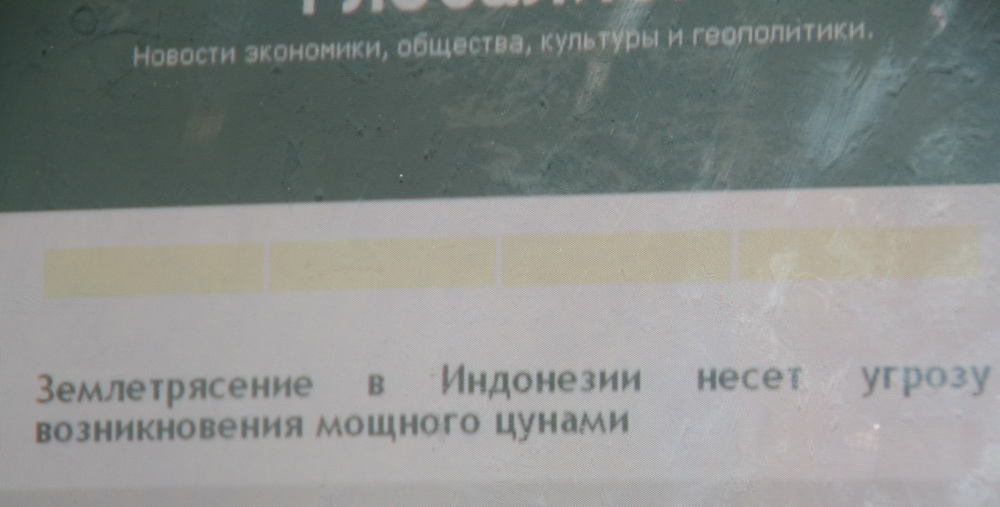 Новости экономики, общества, культуры и геополитики.
Землетрясение в Индонезии несет угрозу
возникновения мощного цунами